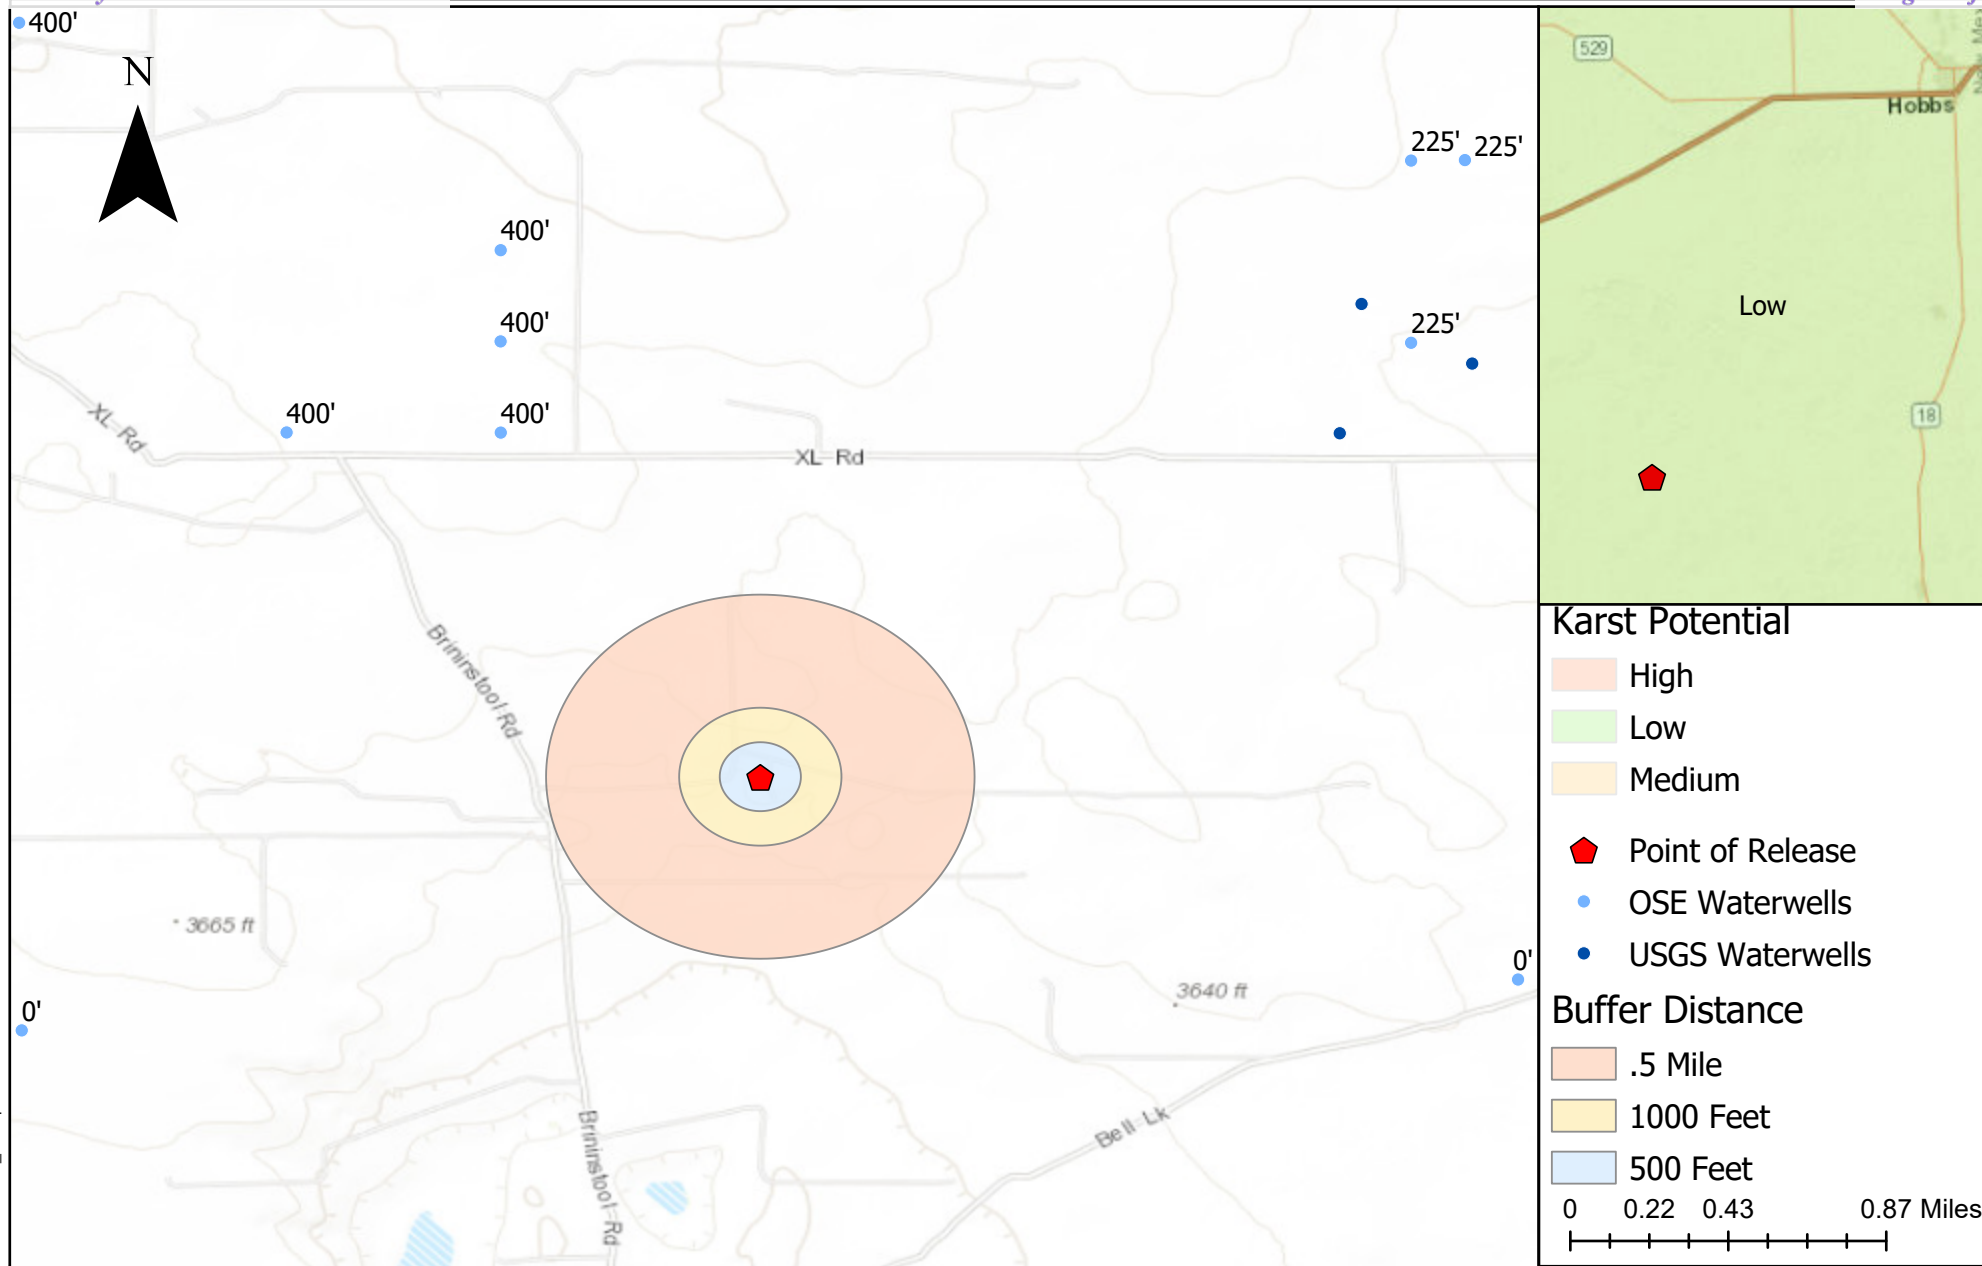 400'
N
225'
225'
400'
400'
225'
400'
400'
XL Rd
XL Rd
Brininstool Rd
3665 ft
3640 ft
0'
0'
Bell Lk
Brininstool Rd
529
Hobbs
Low
18
Karst Potential
High
Low
Medium
Point of Release
OSE Waterwells
USGS Waterwells
Buffer Distance
.5 Mile
1000 Feet
500 Feet
0 0.22 0.43 0.87 Miles